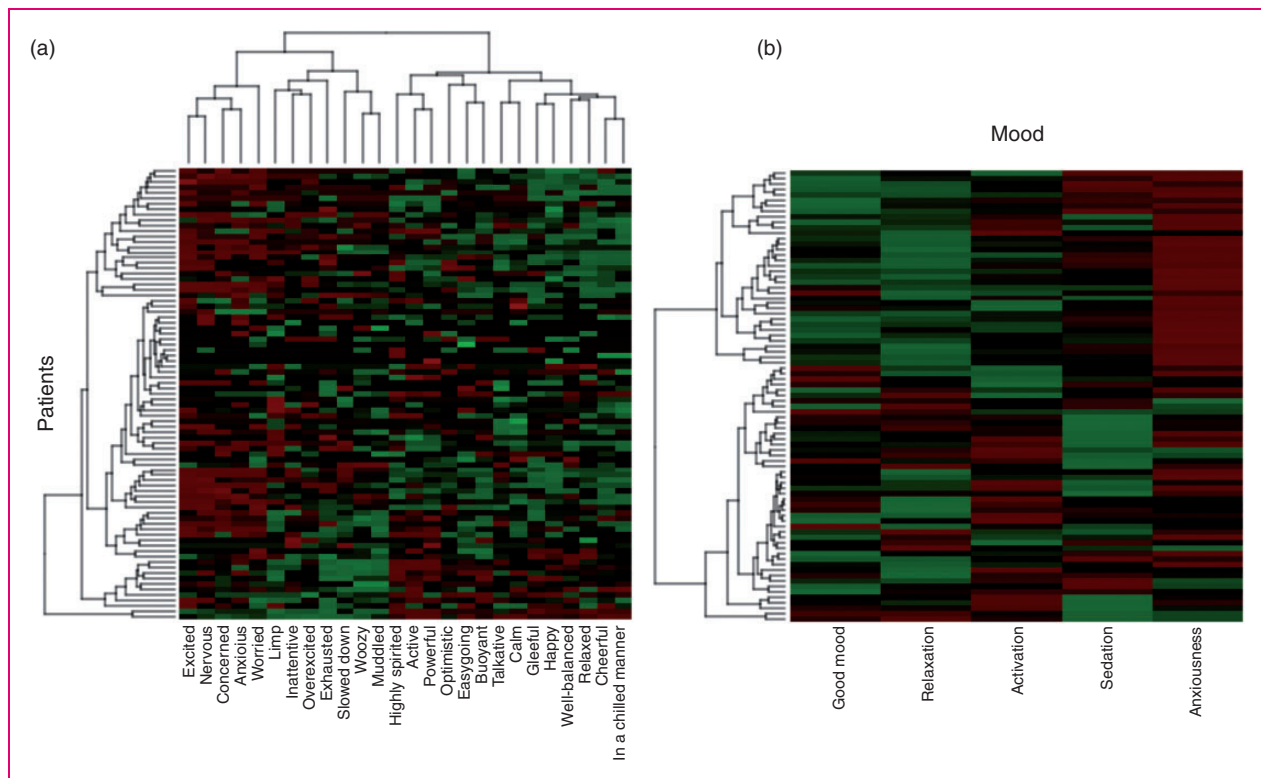 (a)
(b)
Mood
Patients
Excited
Nervous
Concerned
Anxioius
Worried
Limp
Inattentive
Overexcited
Exhausted
Slowed down
Woozy
Muddled
Highly spirited
Active
Powerful
Optimistic
Easygoing
Buoyant
Talkative
Calm
Gleeful
Happy
Well-balanced
Relaxed
Cheerful
In a chilled manner
Good mood
Relaxation
Activation
Sedation
Anxiousness